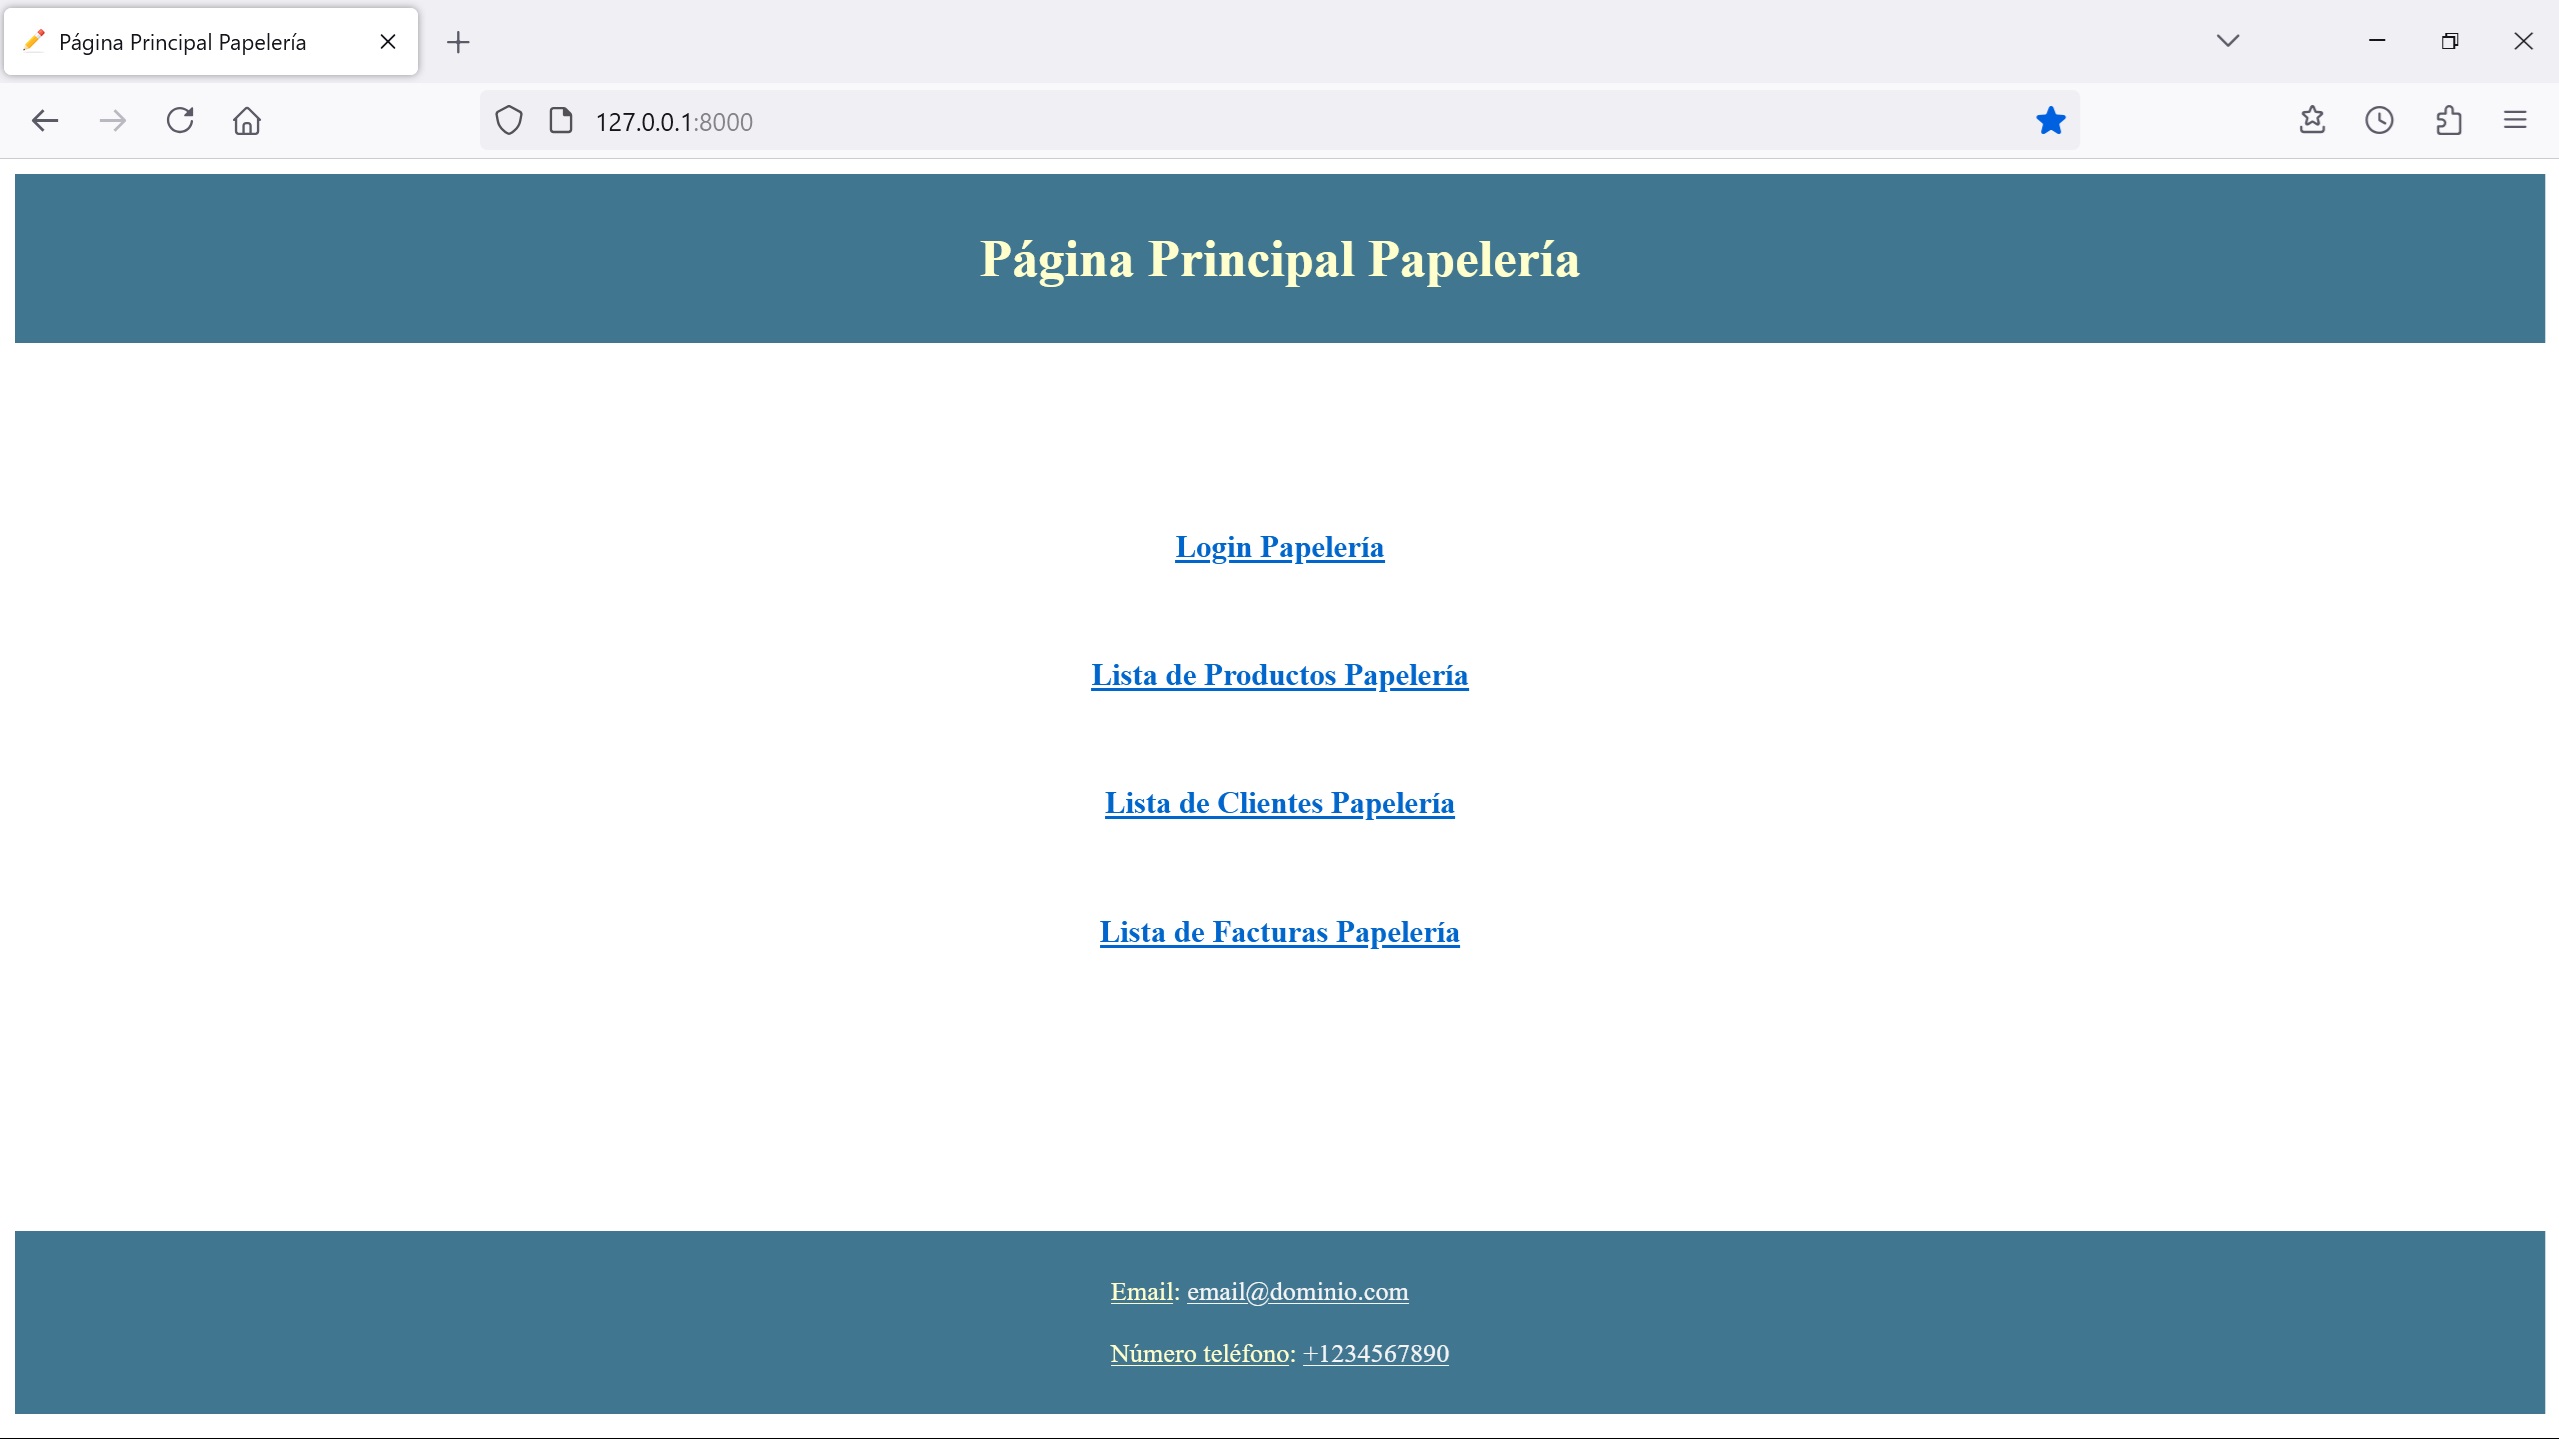 Página Principal Papelería
127.0.0.1:8000
Página Principal Papelería
Login Papelería
Lista de Productos Papelería
Lista de Clientes Papelería
Lista de Facturas Papelería
Email: email@dominio.com
Número teléfono: +1234567890